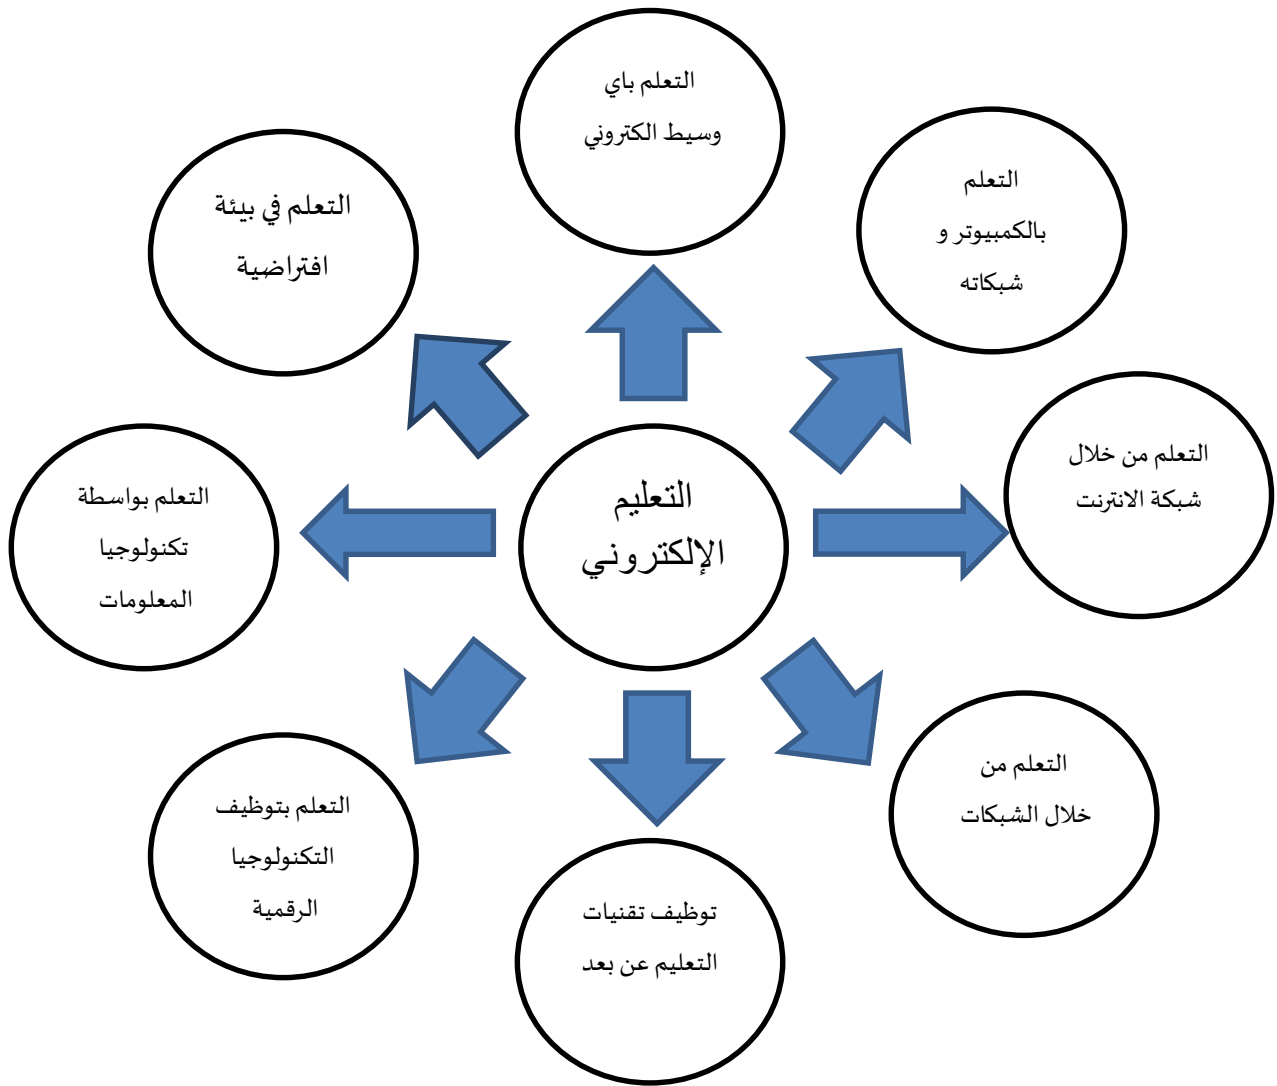 التعلم باي
وسيط الكتروني
التعلم
بالكمبيوتر و
شبكاته
التعلم في بيئة
افتراضية
التعلم من خلال
شبكة الانترنت
التعليم
الإلكتروني
التعلم بواسطة
تكنولوجيا
المعلومات
التعلم من
خلال الشبكات
التعلم بتوظيف
التكنولوجيا
الرقمية
توظيف تقنيات
التعليم عن بعد